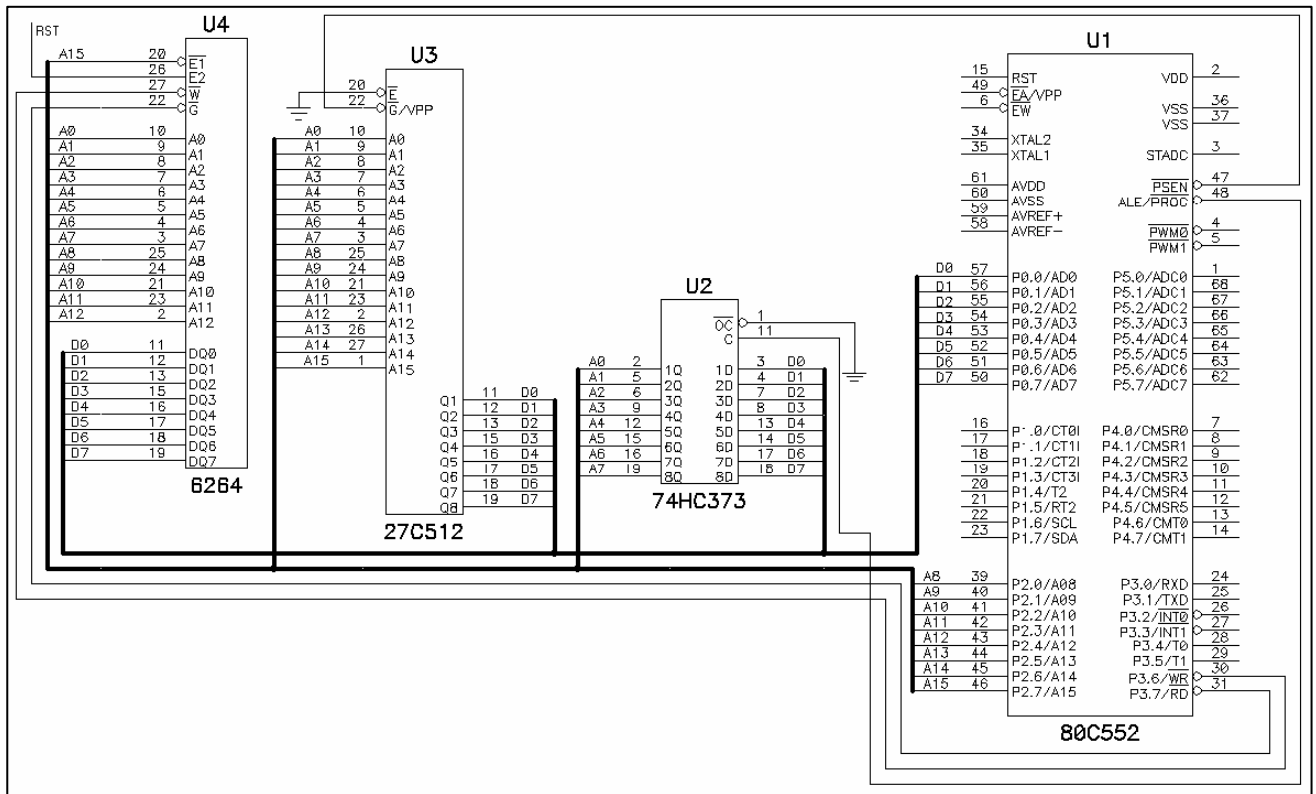 RST
U4
A15 20 E1
26 E2
27 W
22 G
A0 10 A0
A1 9 A1
A2 8 A2
A3 7 A3
A4 6 A4
A5 5 A5
A6 4 A6
A7 3 A7
A8 25 A8
A9 24 A9
A10 21 A10
A11 23 A11
A12 2 A12
D0 11 DQ0
D1 12 DQ1
D2 13 DQ2
D3 15 DQ3
D4 16 DQ4
D5 17 DQ5
D6 18 DQ6
D7 19 DQ7
6264
U3
20 E
22 G/VPP
A0 10 A0
A1 9 A1
A2 8 A2
A3 7 A3
A4 6 A4
A5 5 A5
A6 4 A6
A7 3 A7
A8 25 A8
A9 24 A9
A10 21 A10
A11 23 A11
A12 2 A12
A13 26 A13
A14 27 A14
A15 1 A15
Q1 11 D0
Q2 12 D1
Q3 13 D2
Q4 15 D3
Q5 16 D4
Q6 17 D5
Q7 18 D6
Q8 19 D7
27C512
U2
OC 1
C 11
A0 2 1Q 1D 3 D0
A1 5 2Q 2D 4 D1
A2 6 3Q 3D 7 D2
A3 9 4Q 4D 8 D3
A4 12 5Q 5D 13 D4
A5 15 6Q 6D 14 D5
A6 16 7Q 7D 17 D6
A7 19 8Q 8D 18 D7
74HC373
U1
15 RST VDD 2
49 EA/VPP
6 EW VSS 36
VSS 37
34 XTAL2
35 XTAL1 STADC 3
61 AVDD PSEN 47
60 AVSS ALE/PROC 48
59 AVREF+
58 AVREF- PWM0 4
PWM1 5
D0 57 P0.0/AD0 P5.0/ADC0 1
D1 56 P0.1/AD1 P5.1/ADC1 68
D2 55 P0.2/AD2 P5.2/ADC2 67
D3 54 P0.3/AD3 P5.3/ADC3 66
D4 53 P0.4/AD4 P5.4/ADC4 65
D5 52 P0.5/AD5 P5.5/ADC5 64
D6 51 P0.6/AD6 P5.6/ADC6 63
D7 50 P0.7/AD7 P5.7/ADC7 62
16 P1.0/CT0I P4.0/CMSR0 7
17 P1.1/CT1I P4.1/CMSR1 8
18 P1.2/CT2I P4.2/CMSR2 9
19 P1.3/CT3I P4.3/CMSR3 10
20 P1.4/T2 P4.4/CMSR4 11
21 P1.5/RT2 P4.5/CMSR5 12
22 P1.6/SCL P4.6/CMT0 13
23 P1.7/SDA P4.7/CMT1 14
A8 39 P2.0/A08 P3.0/RXD 24
A9 40 P2.1/A09 P3.1/TXD 25
A10 41 P2.2/A10 P3.2/INT0 26
A11 42 P2.3/A11 P3.3/INT1 27
A12 43 P2.4/A12 P3.4/T0 28
A13 44 P2.5/A13 P3.5/T1 29
A14 45 P2.6/A14 P3.6/WR 30
A15 46 P2.7/A15 P3.7/RD 31
80C552